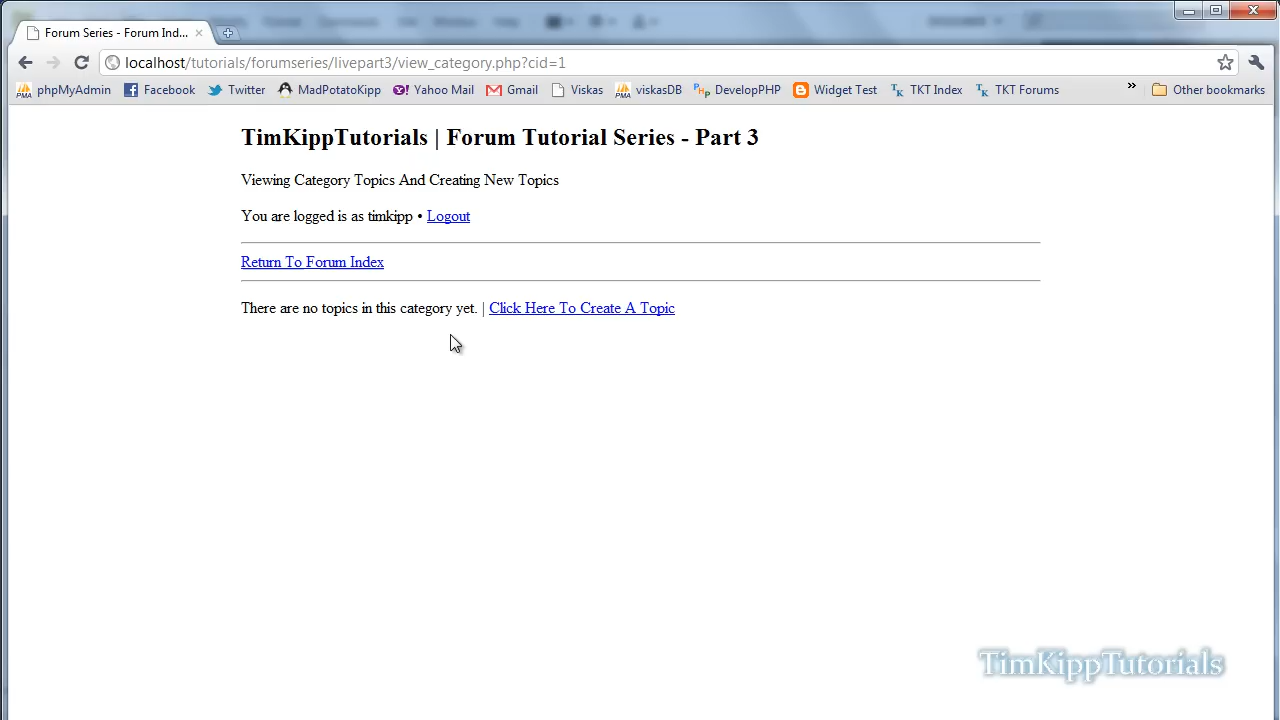 Forum Series - Forum Ind...
localhost/tutorials/forumseries/livepart3/view_category.php?cid=1
phpMyAdmin Facebook Twitter MadPotatoKipp Yahoo Mail Gmail Viskas viskasDB DevelopPHP Widget Test TKT Index TKT Forums » Other bookmarks
TimKippTutorials | Forum Tutorial Series - Part 3
Viewing Category Topics And Creating New Topics
You are logged is as timkipp • Logout
Return To Forum Index
There are no topics in this category yet. | Click Here To Create A Topic
TimKippTutorials